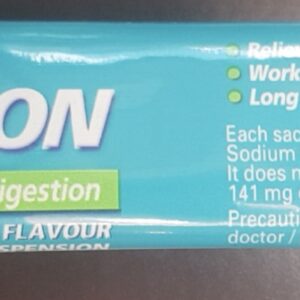 ON
igestion
FLAVOUR
SPENSION
Relie
Work
Long
Each sac
Sodium
It does n
141 mg
Precauti
doctor /